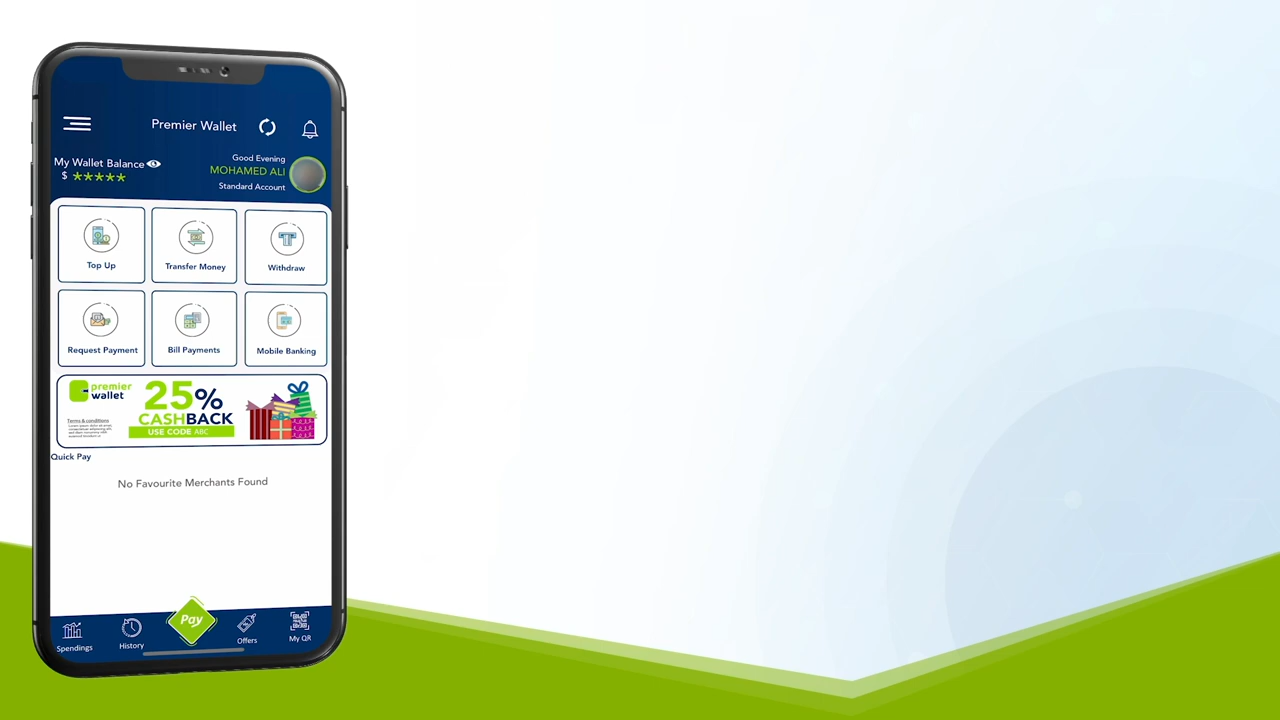 Premier Wallet
My Wallet Balance
$ *****
Good Evening
MOHAMED ALI
Standard Account
Top Up
Transfer Money
Withdraw
Request Payment
Bill Payments
Mobile Banking
premier
wallet
Terms & conditions
25%
CASHBACK
USE CODE ABC
Quick Pay
No Favourite Merchants Found
Spendings
History
Pay
Offers
My QR